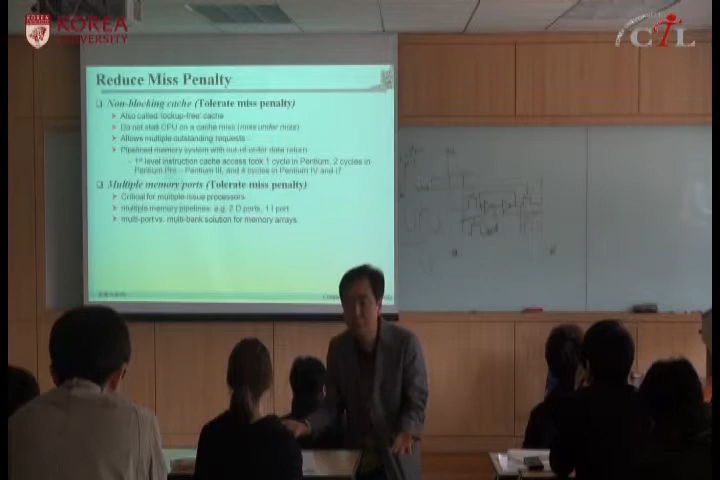 KOREA
UNIVERSITY
CTL
Reduce Miss Penalty
Non-blocking cache (Tolerate miss penalty)
Also called 'lockup-free' cache
Do not stall CPU on a cache miss (miss under miss)
Allows multiple outstanding requests
Pipelined memory system with out of order data return
– 1st level instruction cache access took 1 cycle in Pentium, 2 cycles in
Pentium Pro – Pentium III, and 4 cycles in Pentium IV and i7
Multiple memory ports (Tolerate miss penalty)
Critical for multiple issue processors
multiple memory pipelines: e.g. 2 D ports, 1 I port
multi-port vs. multi-bank solution for memory arrays